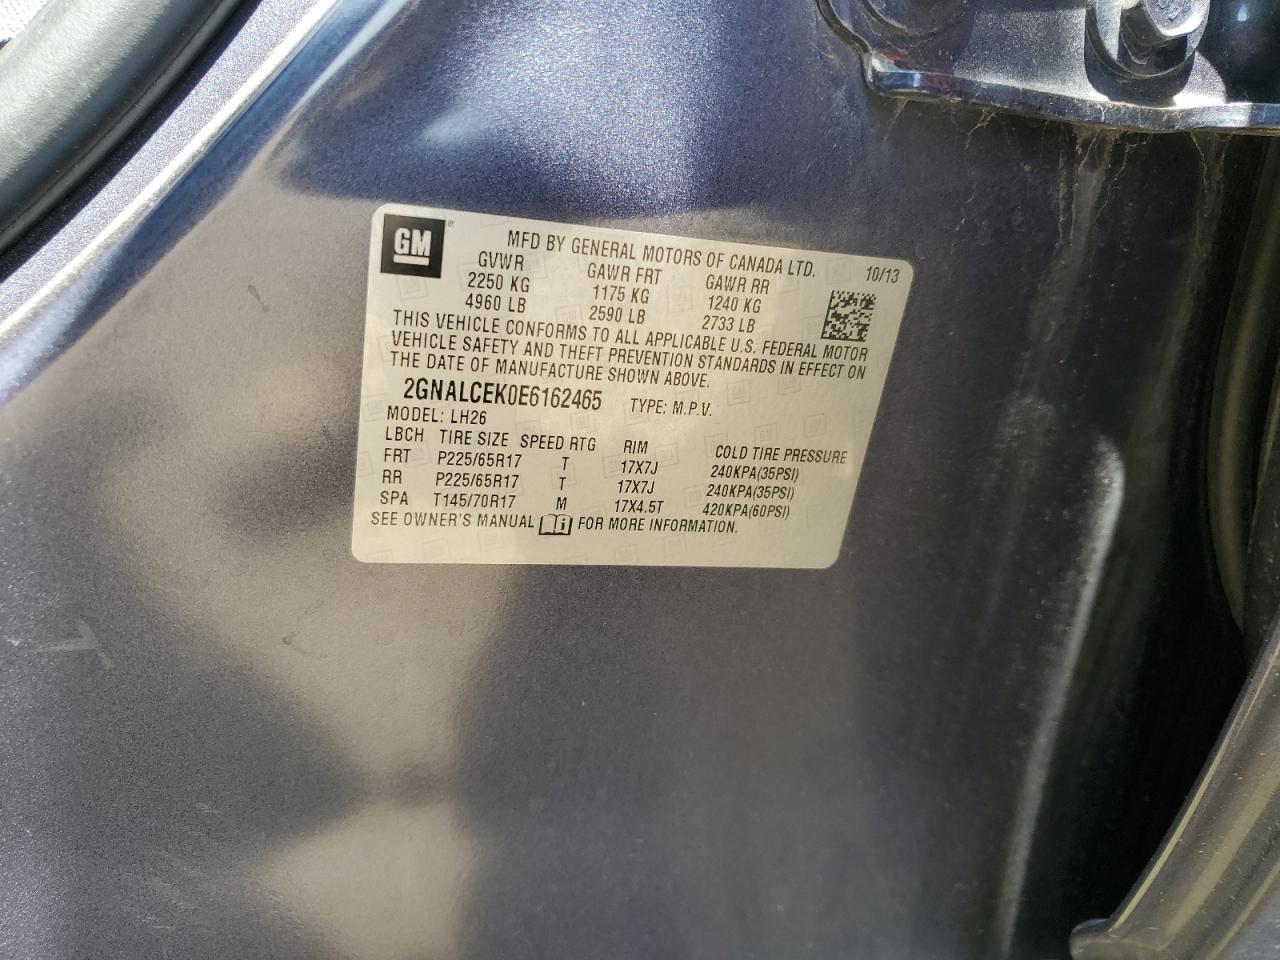 GM
MFD BY GENERAL MOTORS OF CANADA LTD. 10/13
GVWR GAWR FRT GAWR RR
2250 KG 1175 KG 1240 KG
4960 LB 2590 LB 2733 LB
THIS VEHICLE CONFORMS TO ALL APPLICABLE U.S. FEDERAL MOTOR
VEHICLE SAFETY AND THEFT PREVENTION STANDARDS IN EFFECT ON
THE DATE OF MANUFACTURE SHOWN ABOVE.
2GNALCEK0E6162465 TYPE: M.P.V.
MODEL: LH26
LBCH TIRE SIZE SPEED RTG RIM COLD TIRE PRESSURE
FRT P225/65R17 T 17X7J 240KPA(35PSI)
RR P225/65R17 T 17X7J 240KPA(35PSI)
SPA T145/70R17 M 17X4.5T 420KPA(60PSI)
SEE OWNER'S MANUAL FOR MORE INFORMATION.